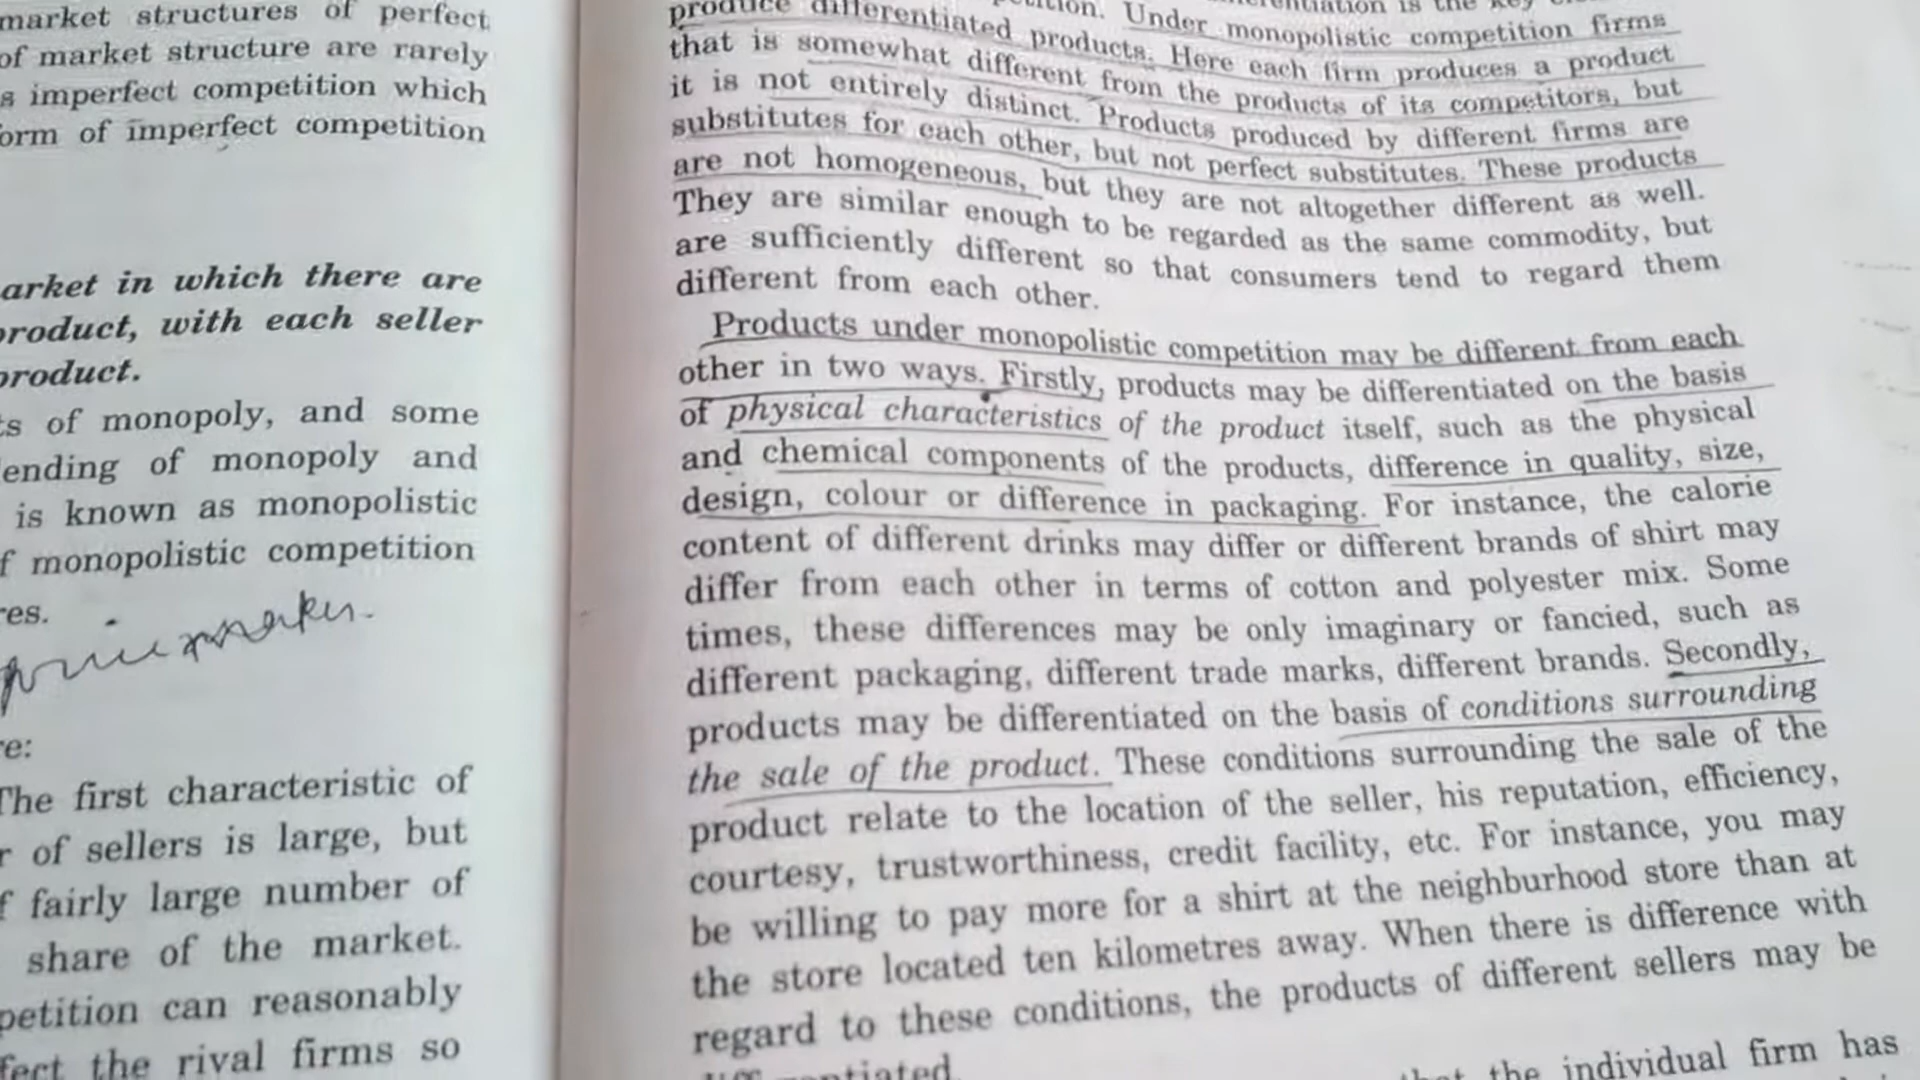 market structures of perfect
of market structure are rarely
s imperfect competition which
orm of imperfect competition
arket in which there are
product, with each seller
product.
ts of monopoly, and some
ending of monopoly and
is known as monopolistic
f monopolistic competition
res.
price maker.
re:
The first characteristic of
r of sellers is large, but
f fairly large number of
share of the market.
petition can reasonably
fect the rival firms so
is the key
Under monopolistic competition firms
produce differentiated products. Here each firm produces a product
that is somewhat different from the products of its competitors, but
it is not entirely distinct. Products produced by different firms are
substitutes for each other, but not perfect substitutes. These products
are not homogeneous, but they are not altogether different as well.
They are similar enough to be regarded as the same commodity, but
are sufficiently different so that consumers tend to regard them
different from each other.
Products under monopolistic competition may be different from each
other in two ways. Firstly, products may be differentiated on the basis
of physical characteristics of the product itself, such as the physical
and chemical components of the products, difference in quality, size,
design, colour or difference in packaging. For instance, the calorie
content of different drinks may differ or different brands of shirt may
differ from each other in terms of cotton and polyester mix. Some
times, these differences may be only imaginary or fancied, such as
different packaging, different trade marks, different brands. Secondly,
products may be differentiated on the basis of conditions surrounding
the sale of the product. These conditions surrounding the sale of the
product relate to the location of the seller, his reputation, efficiency,
courtesy, trustworthiness, credit facility, etc. For instance, you may
be willing to pay more for a shirt at the neighburhood store than at
the store located ten kilometres away. When there is difference with
regard to these conditions, the products of different sellers may be
the individual firm has